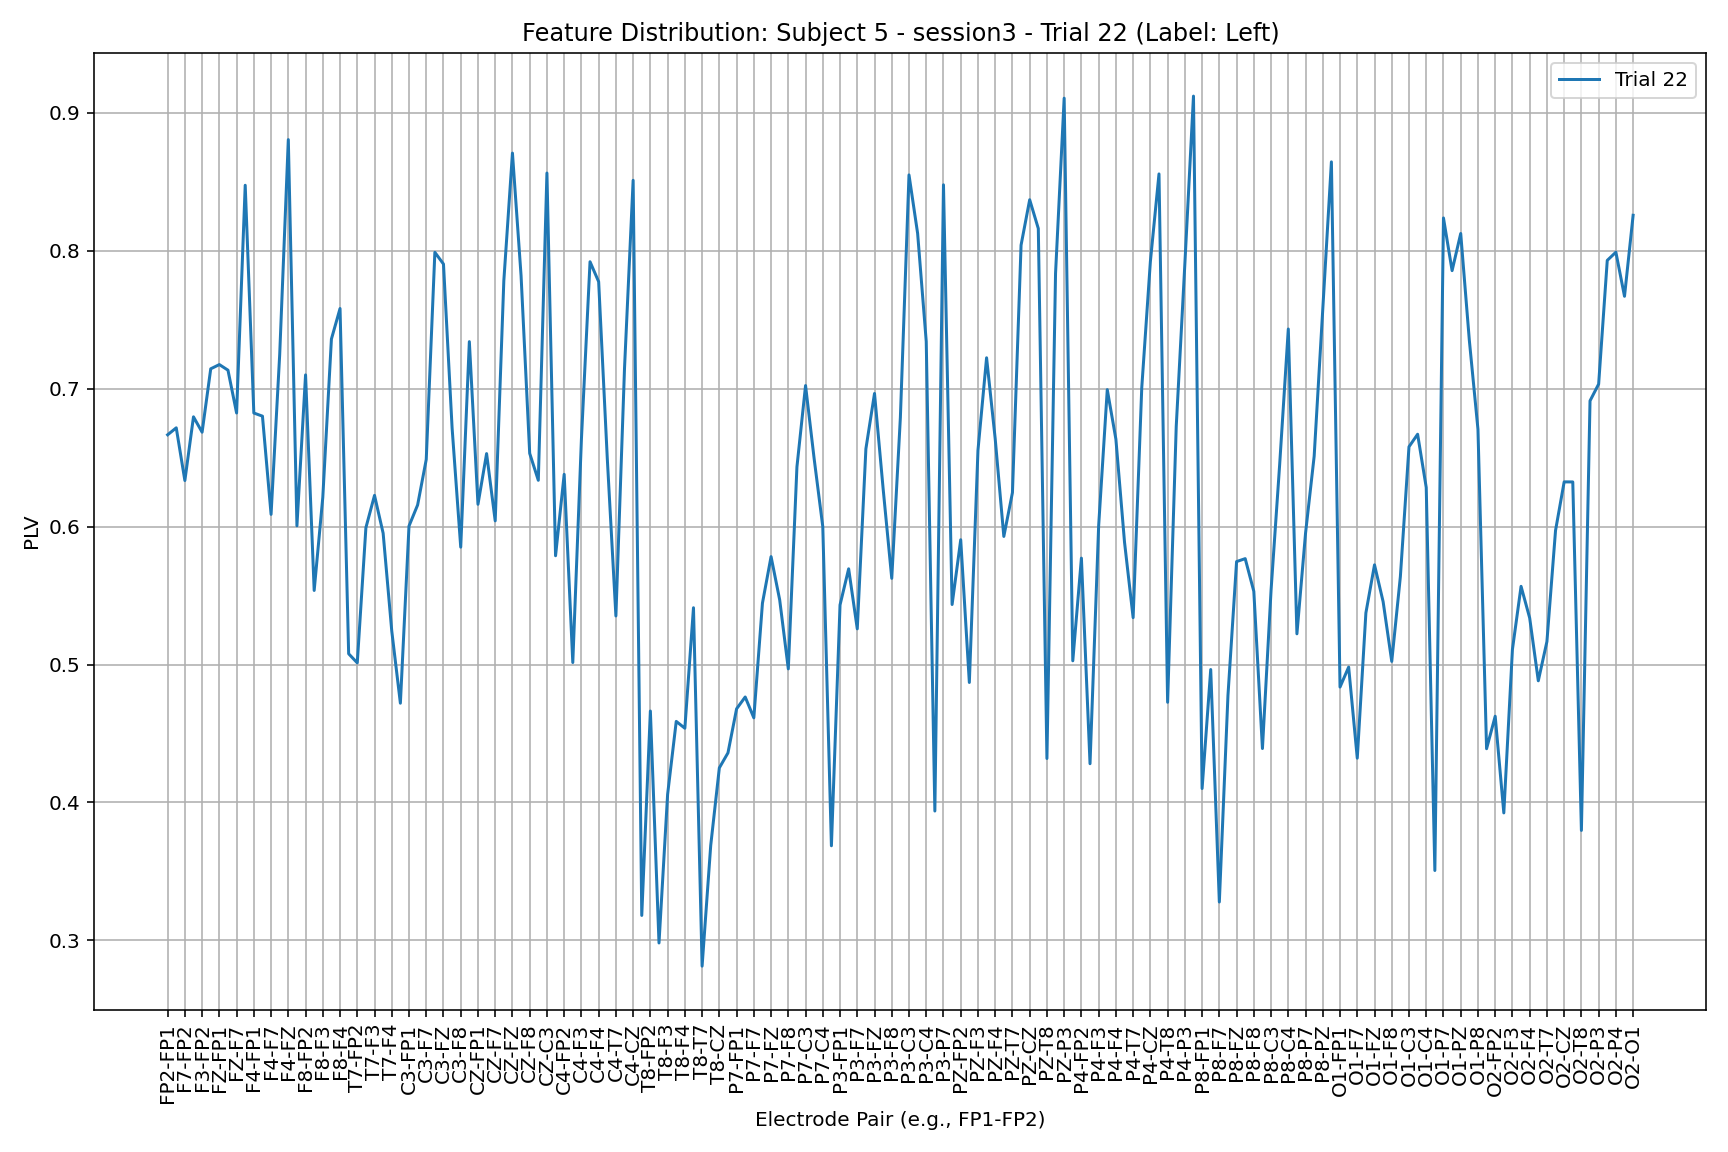 Feature Distribution: Subject 5 - session3 - Trial 22 (Label: Left)
Trial 22
PLV
0.9
0.8
0.7
0.6
0.5
0.4
0.3
FP2-FP1
F7-FP2
F3-FP2
FZ-FP1
FZ-F7
F4-FP1
F4-F7
F4-FZ
F8-FP2
F8-F3
F8-F4
T7-FP2
T7-F3
T7-F4
C3-FP1
C3-F7
C3-FZ
C3-F8
CZ-FP1
CZ-F7
CZ-FZ
CZ-F8
CZ-C3
C4-FP2
C4-F3
C4-F4
C4-T7
C4-CZ
T8-FP2
T8-F3
T8-F4
T8-T7
T8-CZ
P7-FP1
P7-F7
P7-FZ
P7-F8
P7-C3
P7-C4
P3-FP1
P3-F7
P3-FZ
P3-F8
P3-C3
P3-C4
P3-P7
PZ-FP2
PZ-F3
PZ-F4
PZ-T7
PZ-CZ
PZ-T8
PZ-P3
P4-FP2
P4-F3
P4-F4
P4-T7
P4-CZ
P4-T8
P4-P3
P8-FP1
P8-F7
P8-FZ
P8-F8
P8-C3
P8-C4
P8-P7
P8-PZ
O1-FP1
O1-F7
O1-FZ
O1-F8
O1-C3
O1-C4
O1-P7
O1-PZ
O1-P8
O2-FP2
O2-F3
O2-F4
O2-T7
O2-CZ
O2-T8
O2-P3
O2-P4
O2-O1
Electrode Pair (e.g., FP1-FP2)